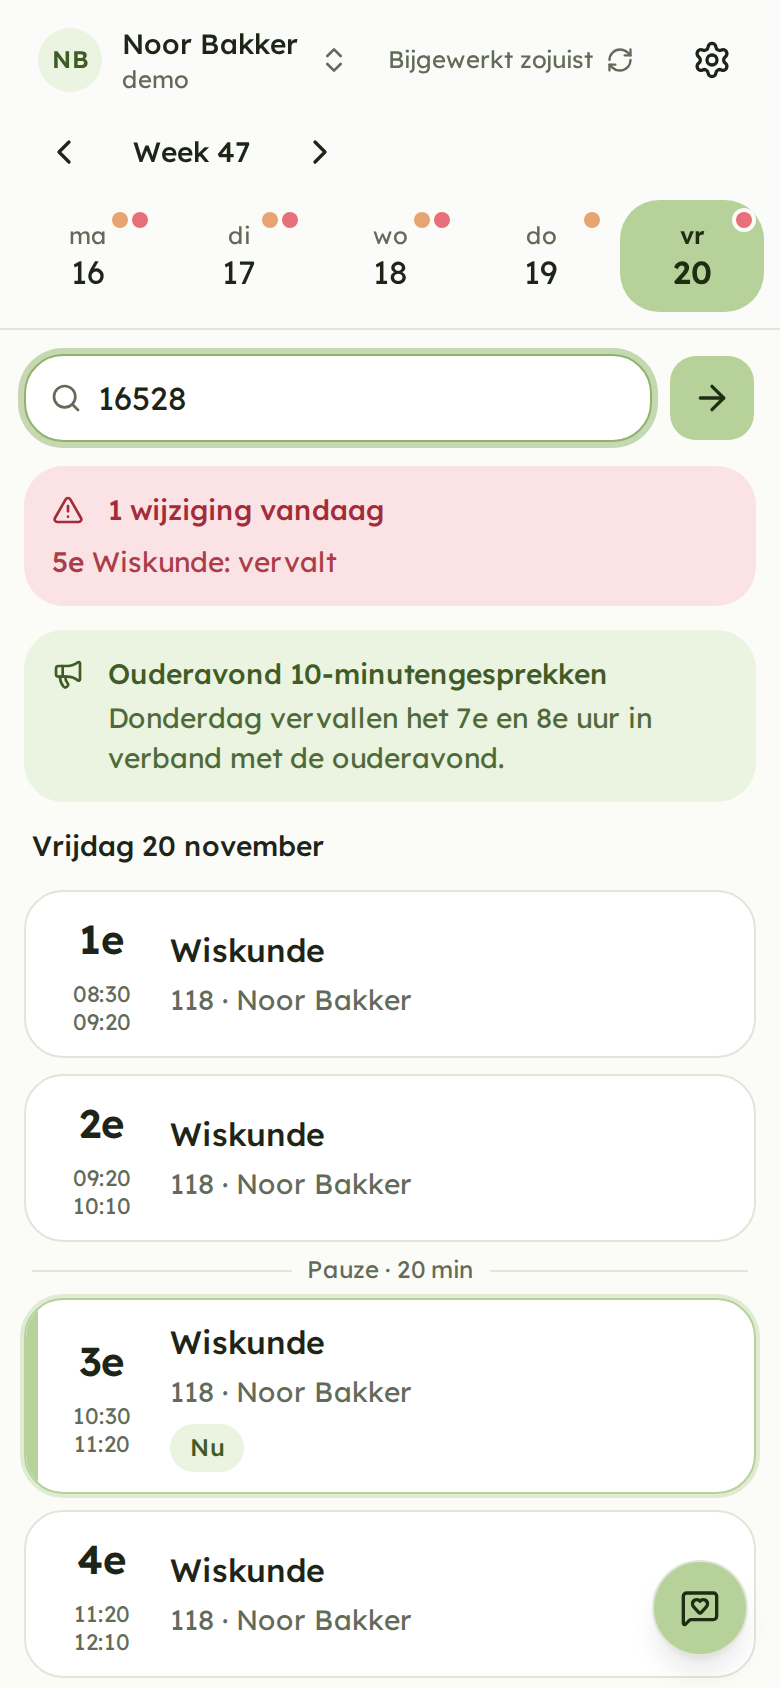 NB
Noor Bakker
demo
Bijgewerkt zojuist
Week 47
ma
16
di
17
wo
18
do
19
vr
20
16528
1 wijziging vandaag
5e Wiskunde: vervalt
Ouderavond 10-minutengesprekken
Donderdag vervallen het 7e en 8e uur in
verband met de ouderavond.
Vrijdag 20 november
1e
08:30
09:20
Wiskunde
118 · Noor Bakker
2e
09:20
10:10
Wiskunde
118 · Noor Bakker
Pauze · 20 min
3e
10:30
11:20
Wiskunde
118 · Noor Bakker
Nu
4e
11:20
12:10
Wiskunde
118 · Noor Bakker